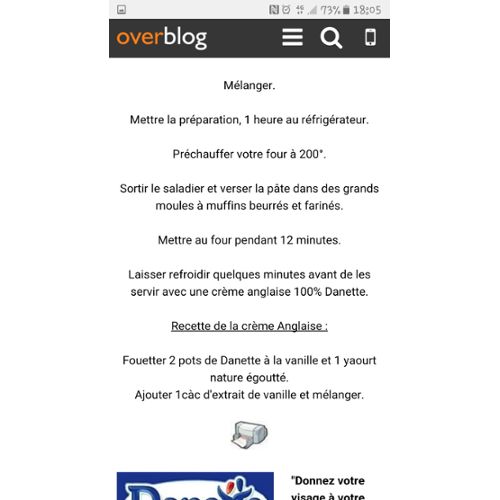 73% 18:05
overblog
Mélanger.
Mettre la préparation, 1 heure au réfrigérateur.
Préchauffer votre four à 200°.
Sortir le saladier et verser la pâte dans des grands
moules à muffins beurrés et farinés.
Mettre au four pendant 12 minutes.
Laisser refroidir quelques minutes avant de les
servir avec une crème anglaise 100% Danette.
Recette de la crème Anglaise :
Fouetter 2 pots de Danette à la vanille et 1 yaourt
nature égoutté.
Ajouter 1càc d'extrait de vanille et mélanger.
"Donnez votre
visage à votre